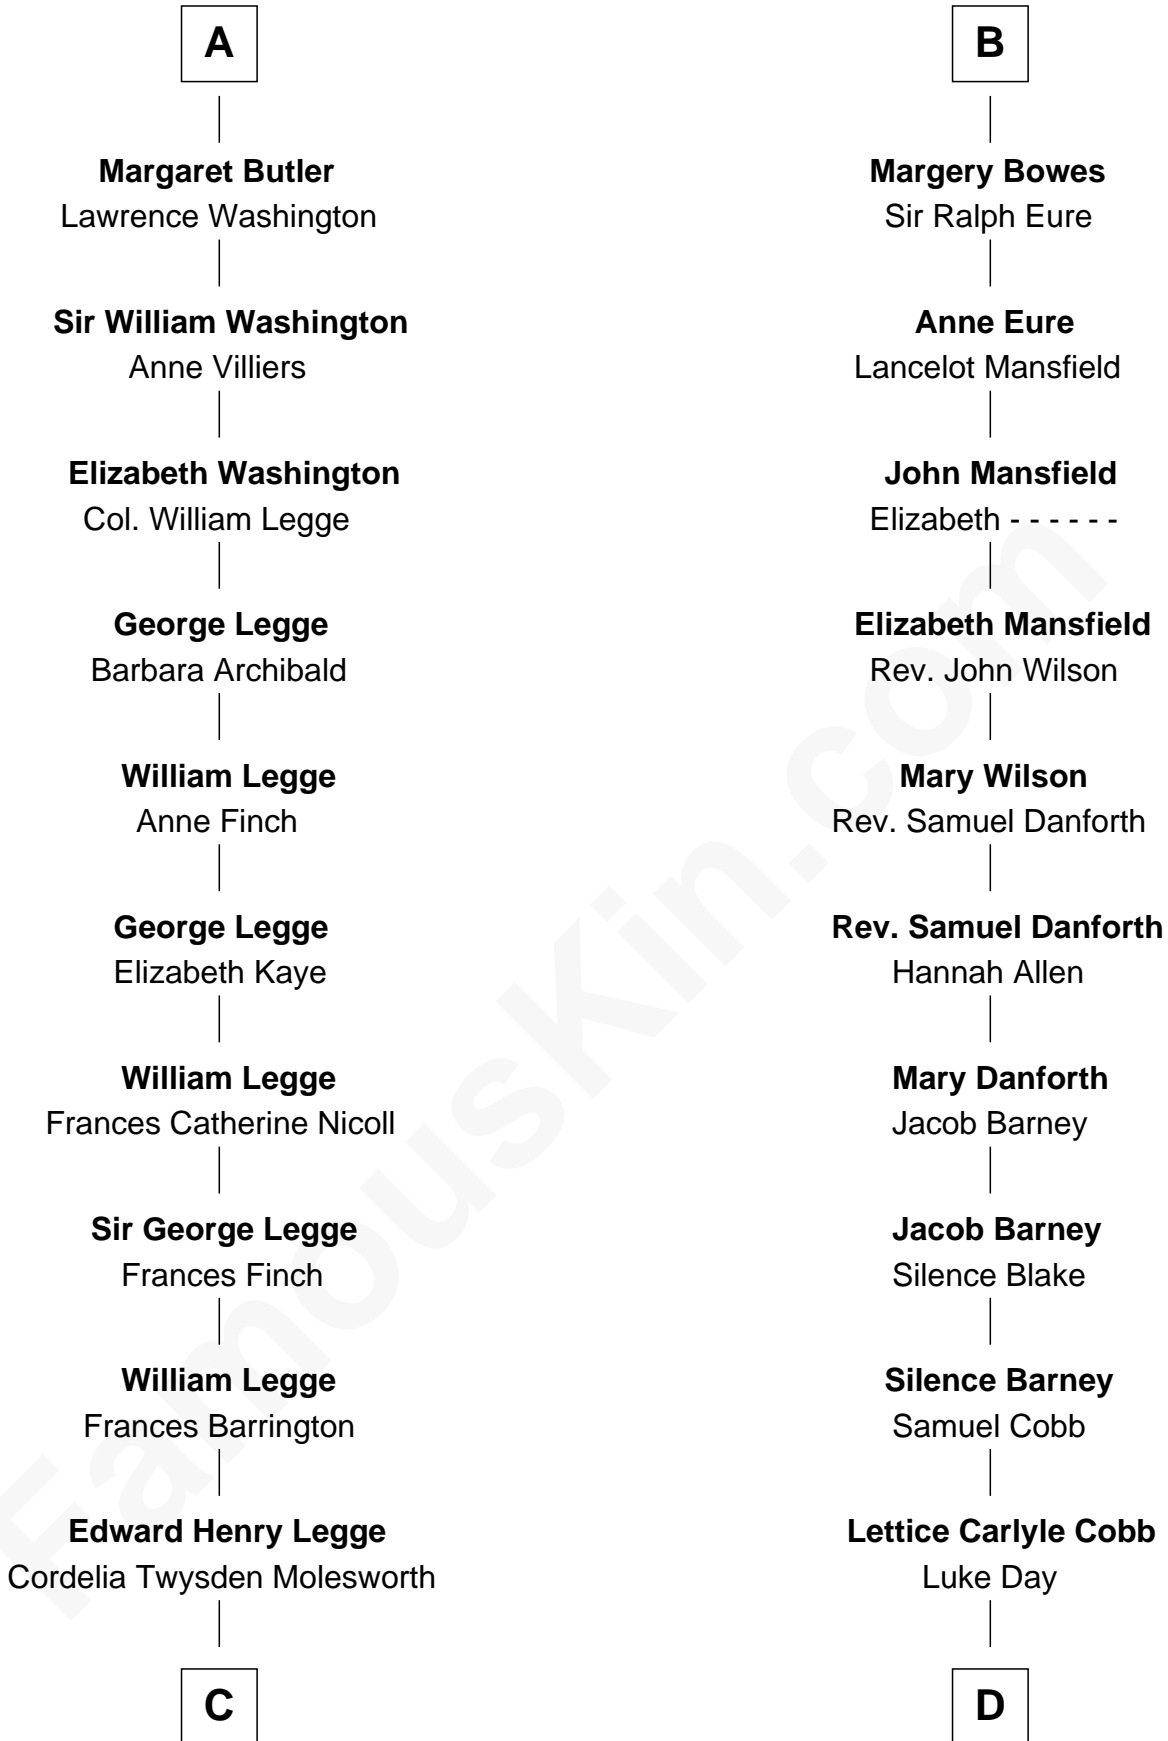 A
Margaret Butler
Lawrence Washington
Sir William Washington
Anne Villiers
Elizabeth Washington
Col. William Legge
George Legge
Barbara Archibald
William Legge
Anne Finch
George Legge
Elizabeth Kaye
William Legge
Frances Catherine Nicoll
Sir George Legge
Frances Finch
William Legge
Frances Barrington
Edward Henry Legge
Cordelia Twysden Molesworth
C
B
Margery Bowes
Sir Ralph Eure
Anne Eure
Lancelot Mansfield
John Mansfield
Elizabeth - - - - - -
Elizabeth Mansfield
Rev. John Wilson
Mary Wilson
Rev. Samuel Danforth
Rev. Samuel Danforth
Hannah Allen
Mary Danforth
Jacob Barney
Jacob Barney
Silence Blake
Silence Barney
Samuel Cobb
Lettice Carlyle Cobb
Luke Day
D
FamousKin.com